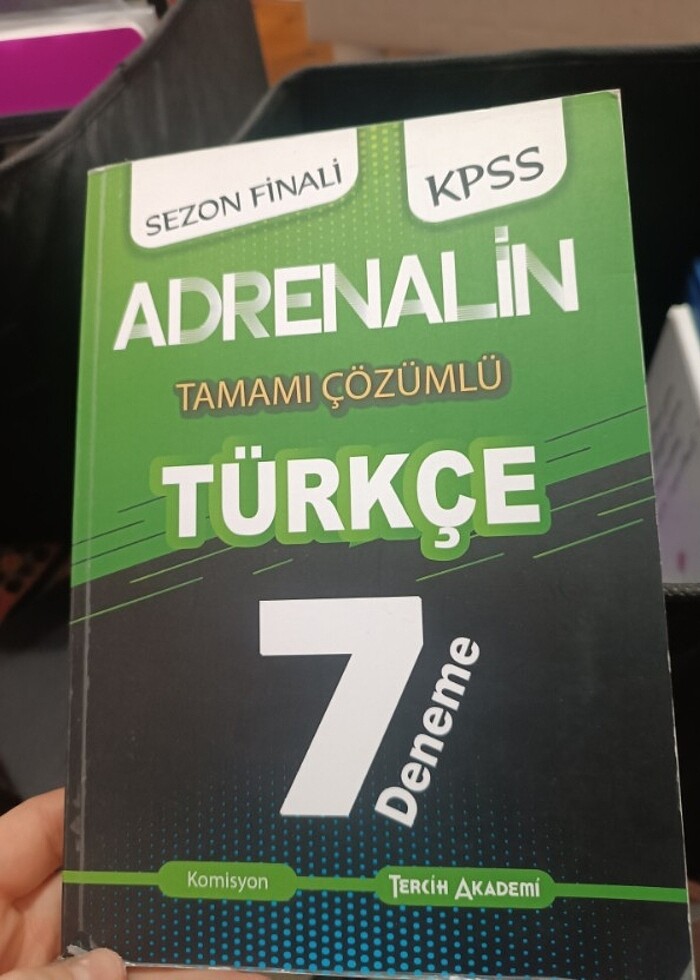 SEZON FİNALİ
KPSS
ADRENALİN
TAMAMI ÇÖZÜMLÜ
TÜRKÇE
7
Deneme
Komisyon
TERCİH AKADEMİ